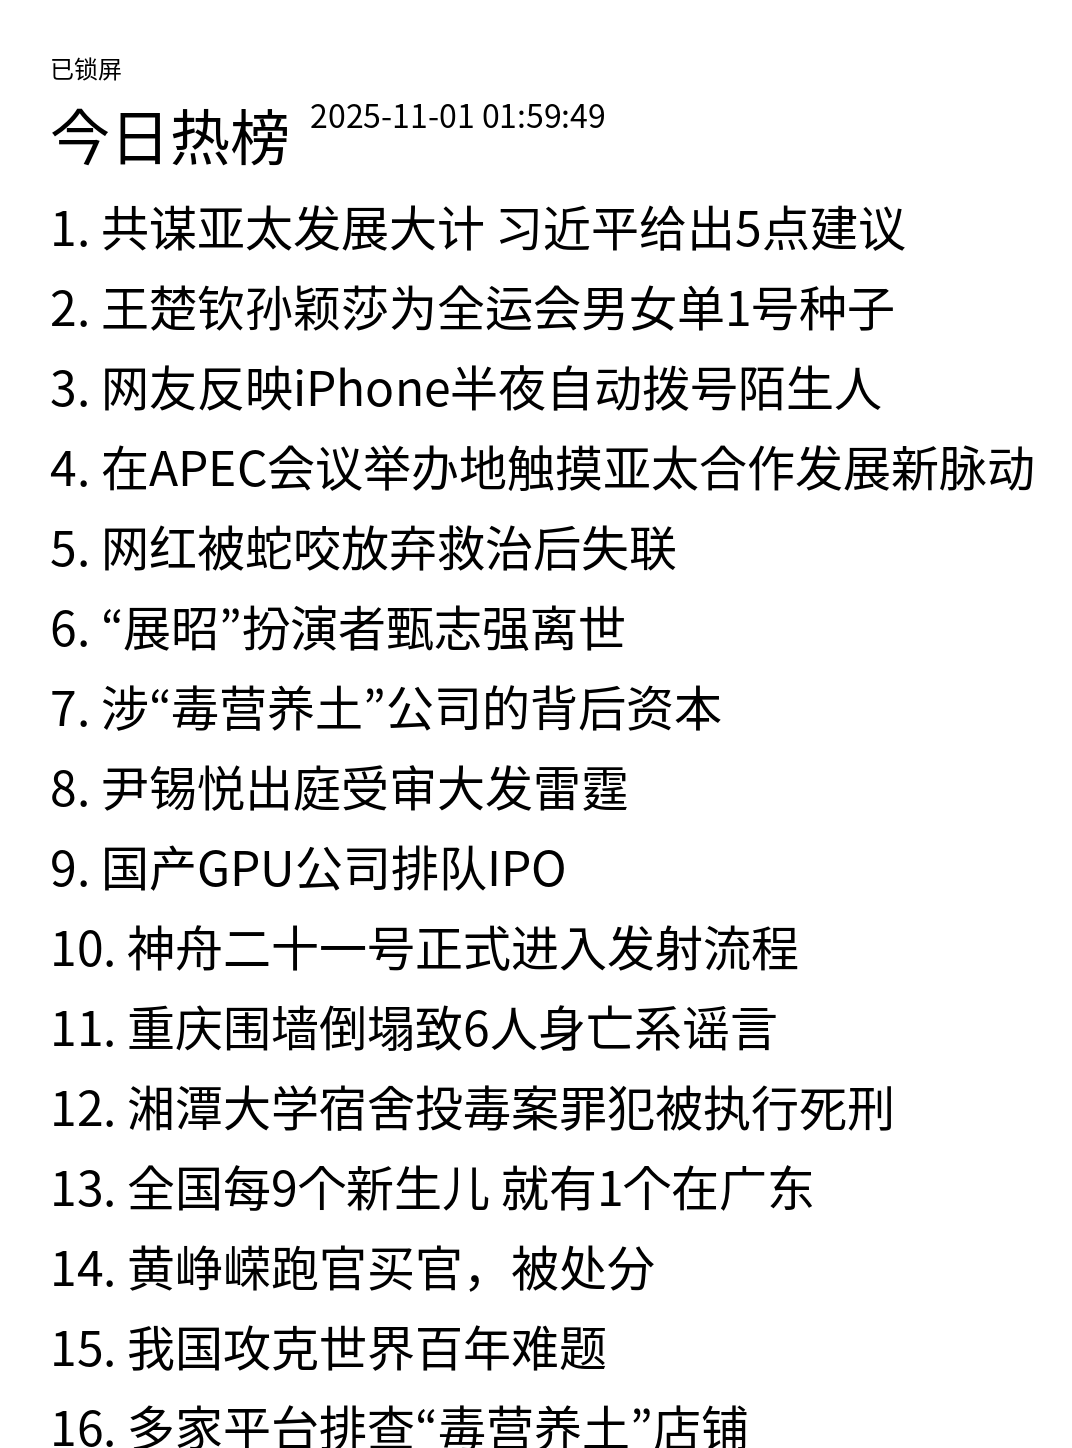 已锁屏
今日热榜 2025-11-01 01:59:49
1. 共谋亚太发展大计 习近平给出5点建议
2. 王楚钦孙颖莎为全运会男女单1号种子
3. 网友反映iPhone半夜自动拨号陌生人
4. 在APEC会议举办地触摸亚太合作发展新脉动
5. 网红被蛇咬放弃救治后失联
6. “展昭”扮演者甄志强离世
7. 涉“毒营养土”公司的背后资本
8. 尹锡悦出庭受审大发雷霆
9. 国产GPU公司排队IPO
10. 神舟二十一号正式进入发射流程
11. 重庆围墙倒塌致6人身亡系谣言
12. 湘潭大学宿舍投毒案罪犯被执行死刑
13. 全国每9个新生儿 就有1个在广东
14. 黄峥嵘跑官买官，被处分
15. 我国攻克世界百年难题
16. 多家平台排查“毒营养土”店铺